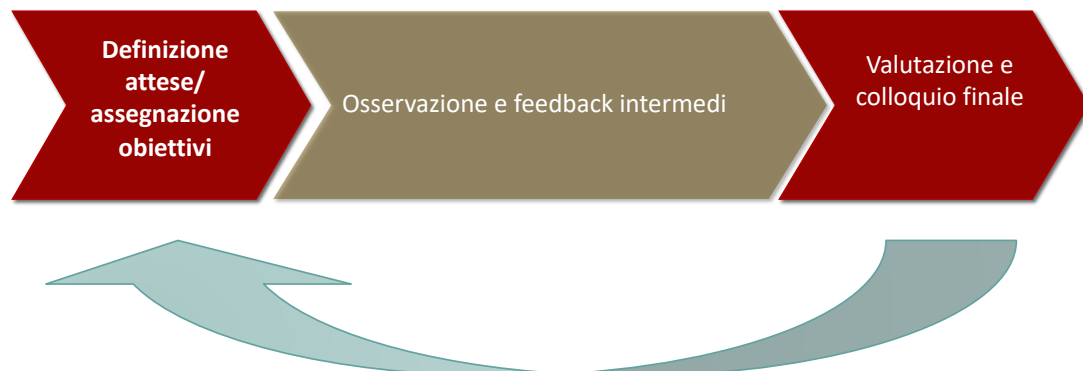 Definizione
attese/
assegnazione
obiettivi
Osservazione e feedback intermedi
Valutazione e
colloquio finale